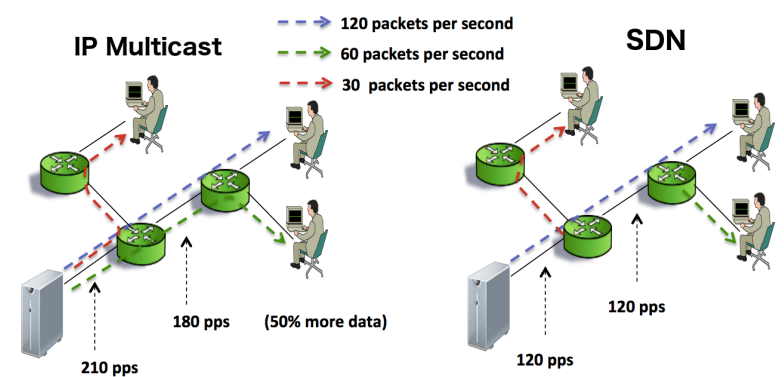 IP Multicast
120 packets per second
60 packets per second
30 packets per second
SDN
180 pps
(50% more data)
210 pps
120 pps
120 pps